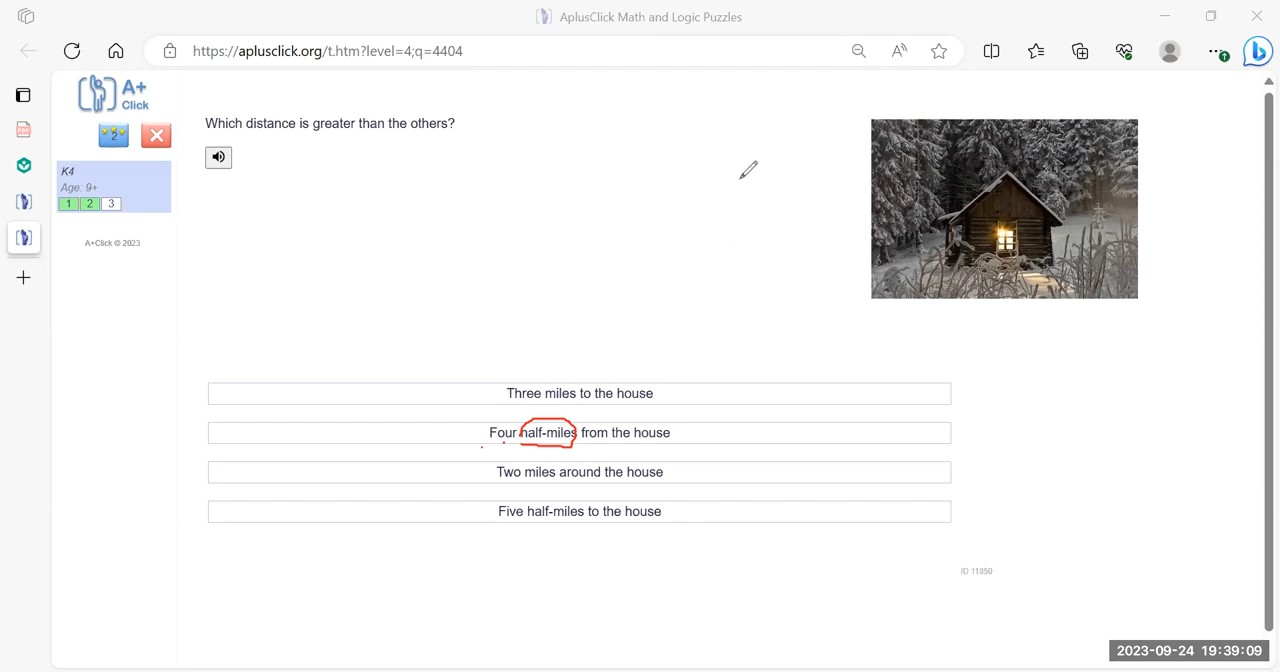 AplusClick Math and Logic Puzzles
https://aplusclick.org/t.htm?level=4;q=4404
A+
Click
2
K4
Age: 9+
1 2 3
A+Click © 2023
Which distance is greater than the others?
Three miles to the house
Four half-miles from the house
Two miles around the house
Five half-miles to the house
ID 11850
2023-09-24 19:39:09